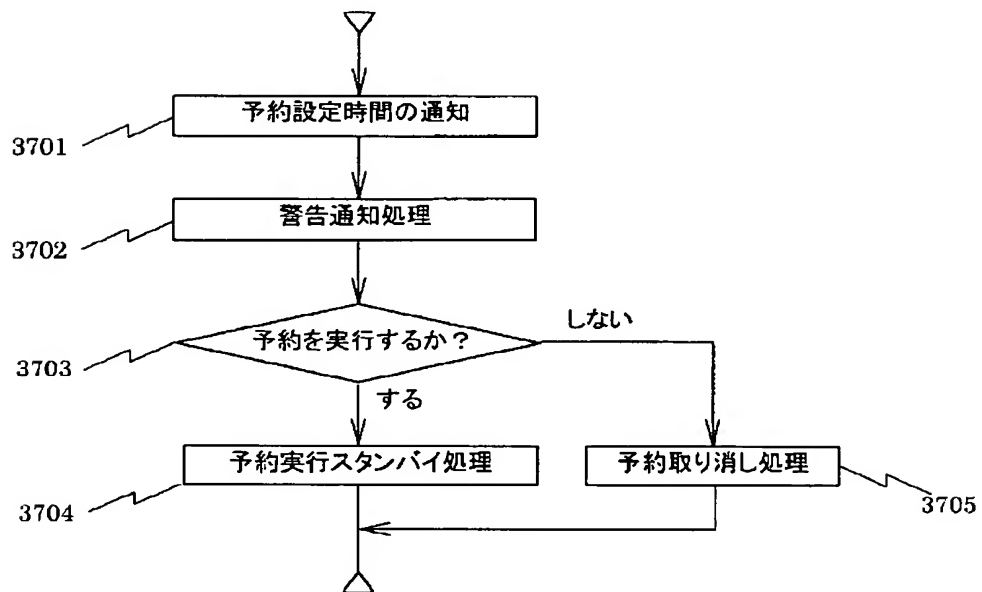 予約設定時間の通知
3701
警告通知処理
3702
予約を実行するか?
しない
3703
する
予約実行スタンバイ処理
予約取り消し処理
3704
3705